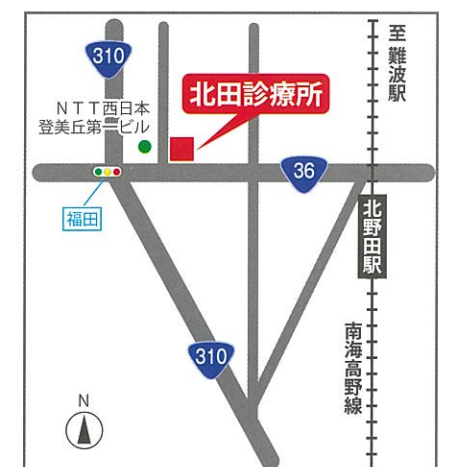 310
至 難波駅
NTT西日本
登美丘第一ビル
北田診療所
36
福田
北野田駅
310
南海高野線
N